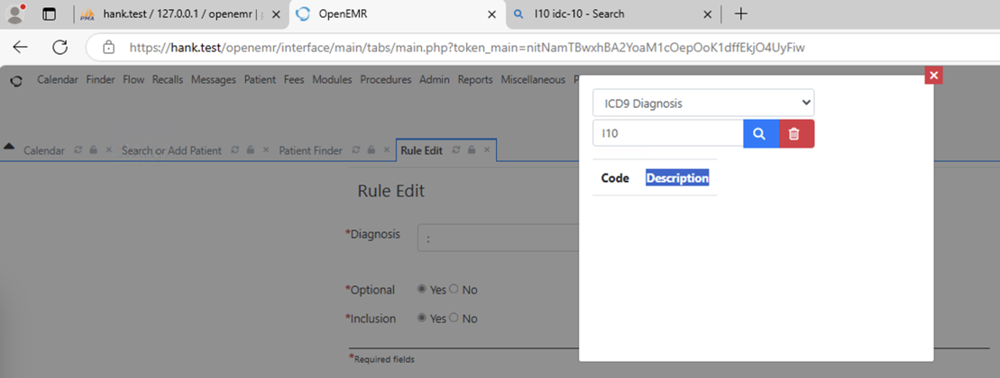 hank.test / 127.0.0.1 / openemr | p
OpenEMR
I10 idc-10 - Search
https://hank.test/openemr/interface/main/tabs/main.php?token_main=nitNamTBwxhBA2YoaM1cOepOoK1dffEkjO4UyFiw
Calendar Finder Flow Recalls Messages Patient Fees Modules Procedures Admin Reports Miscellaneous P
ICD9 Diagnosis
I10
Calendar Search or Add Patient Patient Finder Rule Edit
Code Description
Rule Edit
*Diagnosis :
*Optional Yes No
*Inclusion Yes No
*Required fields